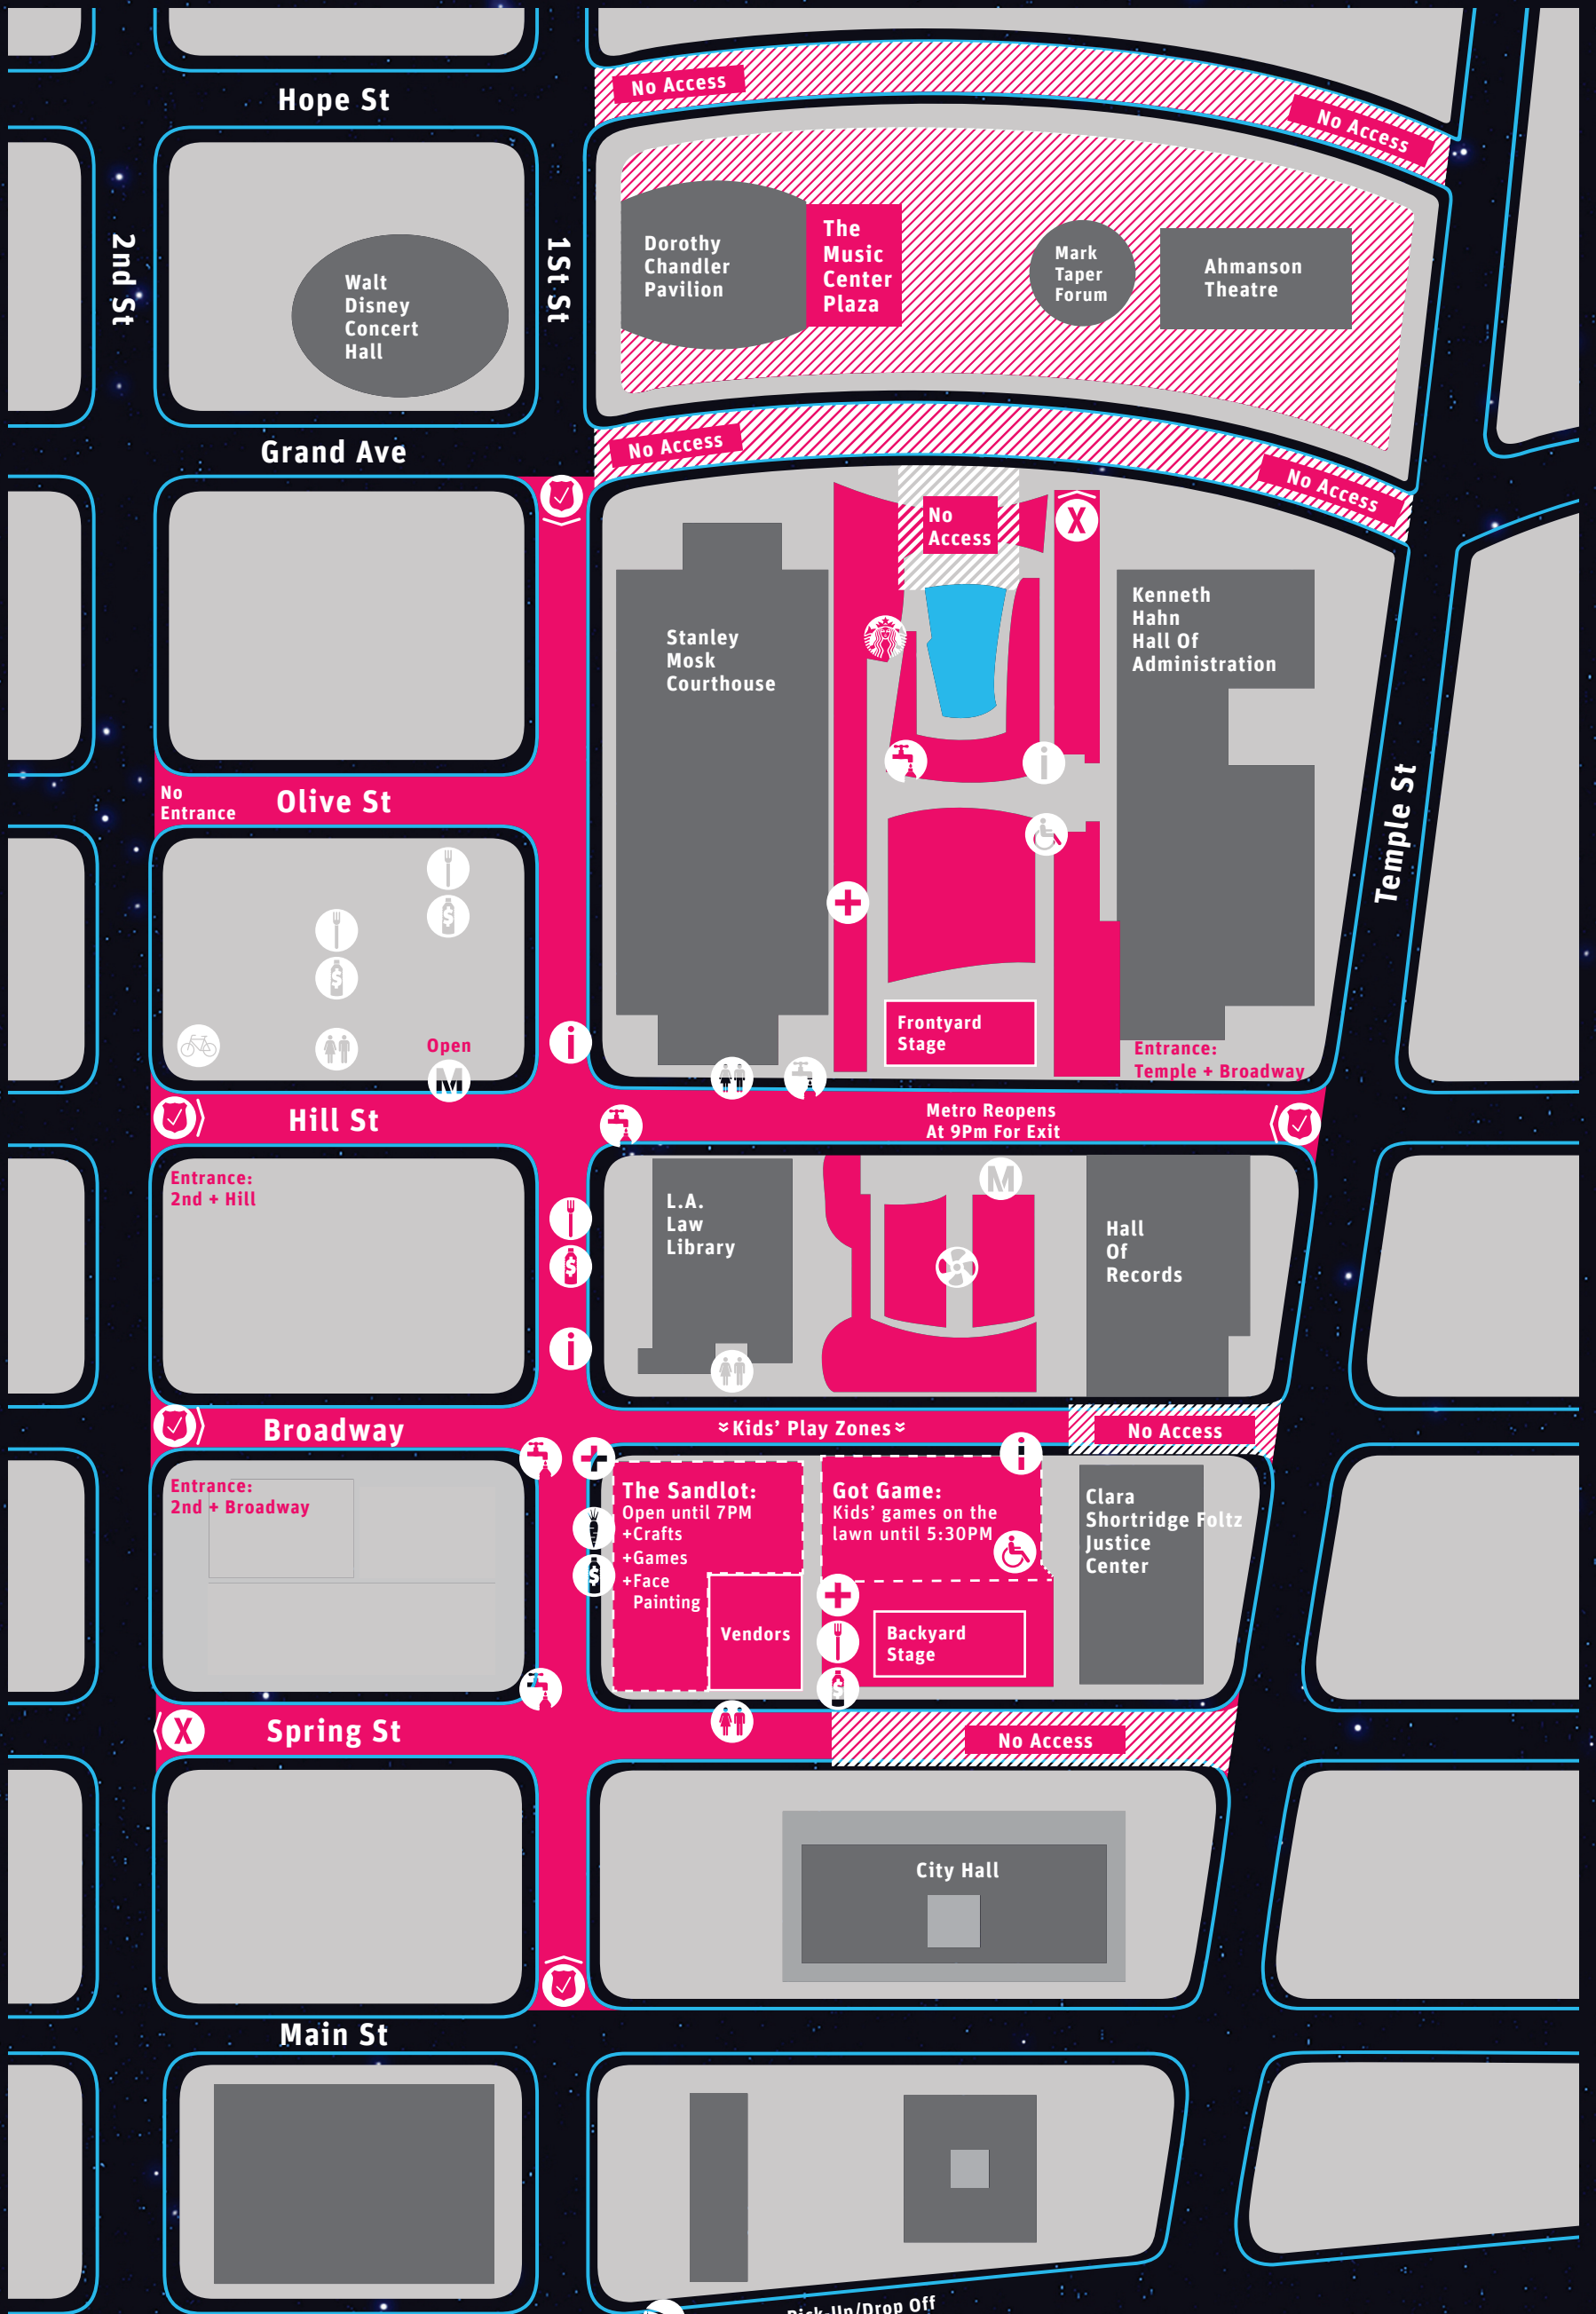 No Access
No Access
Hope St
2nd St
1St St
Walt
Disney
Concert
Hall
Dorothy
Chandler
Pavilion
The
Music
Center
Plaza
Mark
Taper
Forum
Ahmanson
Theatre
Grand Ave
No Access
No Access
No
Access
X
Stanley
Mosk
Courthouse
Kenneth
Hahn
Hall Of
Administration
Temple St
No
Entrance
Olive St
i
$
$
Open
M
i
Frontyard
Stage
Entrance:
Temple + Broadway
Hill St
Metro Reopens
At 9Pm For Exit
Entrance:
2nd + Hill
$
i
L.A.
Law
Library
M
Hall
Of
Records
Broadway
Kids' Play Zones
No Access
Entrance:
2nd + Broadway
$
The Sandlot:
Open until 7PM
+Crafts
+Games
+Face
Painting
Vendors
i
Got Game:
Kids' games on the
lawn until 5:30PM
Backyard
Stage
$
Clara
Shortridge Foltz
Justice
Center
X
Spring St
No Access
City Hall
Main St
Pick-Up/Drop Off